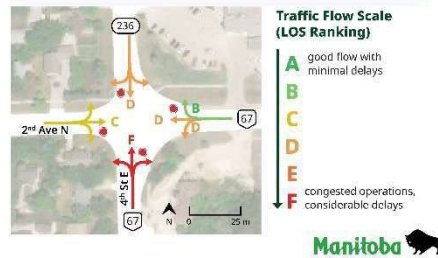 236
D
B
D
D
67
2nd Ave N
C
F
4th St E
67
N
0
25 m
Traffic Flow Scale
(LOS Ranking)
A
good flow with
minimal delays
B
C
D
E
F
congested operations,
considerable delays
Manitoba